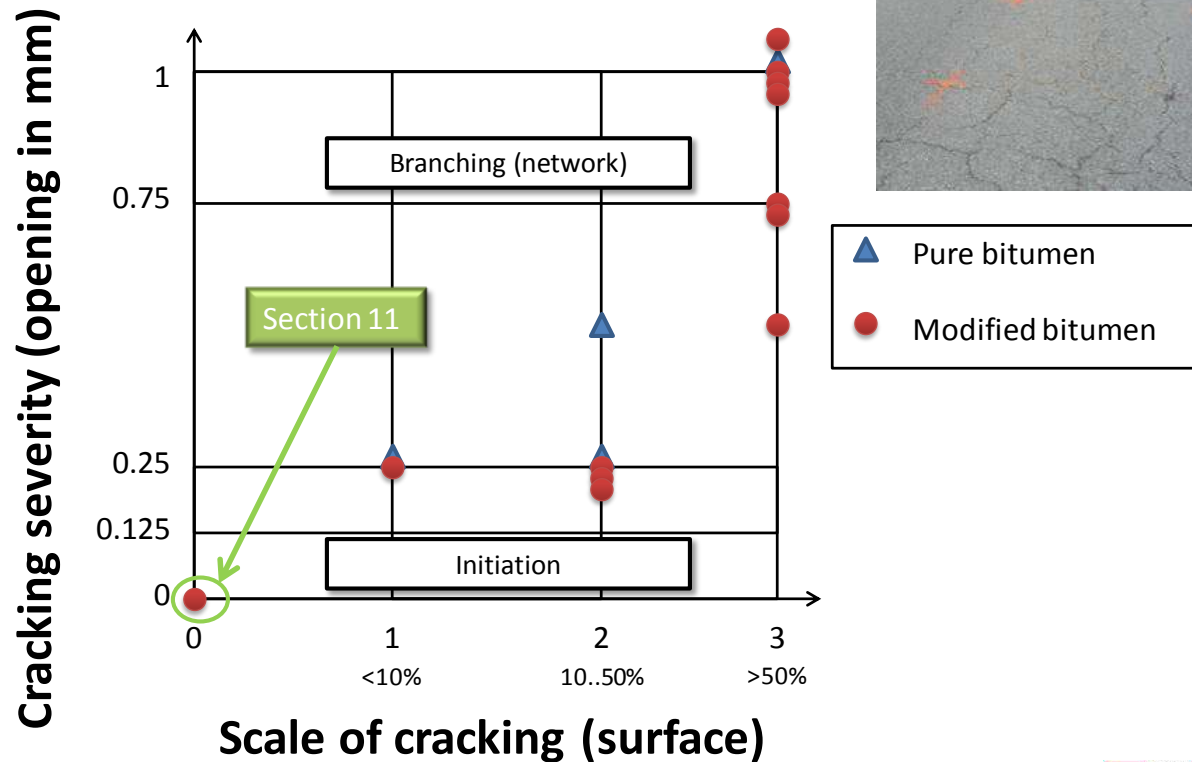 Cracking severity (opening in mm)
1
0.75
0.25
0.125
0
Branching (network)
Section 11
Initiation
0
1
2
3
<10%
10..50%
>50%
Scale of cracking (surface)
Pure bitumen
Modified bitumen